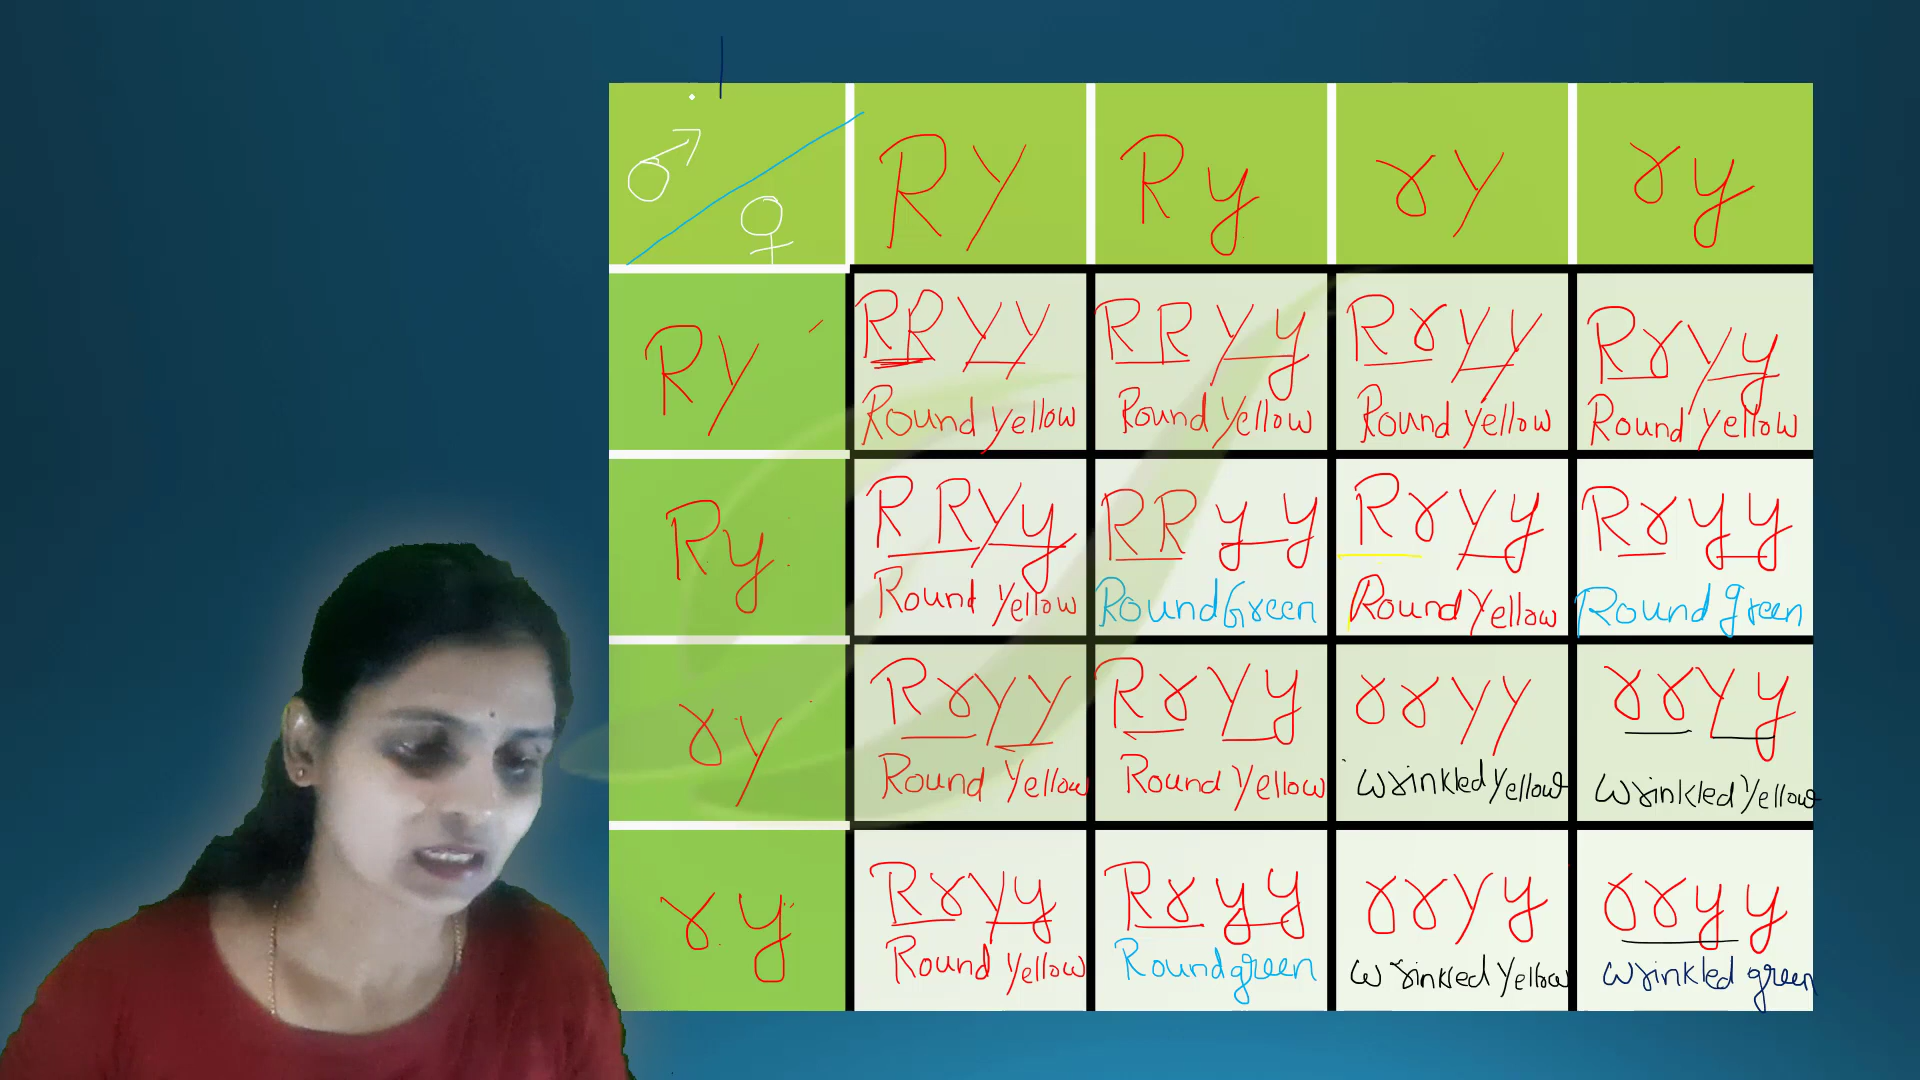 ♂ ♀
RY Ry rY ry
RY RRYY RRYy RrYY RrYy
Round Yellow Round Yellow Round Yellow Round Yellow
Ry RRYy RRyy RrYy Rryy
Round Yellow Round Green Round Yellow Round green
rY RrYY RrYy rrYY rrYy
Round Yellow Round Yellow wrinkled Yellow wrinkled Yellow
ry RrYy Rryy rrYy rryy
Round Yellow Round green wrinkled Yellow wrinkled green